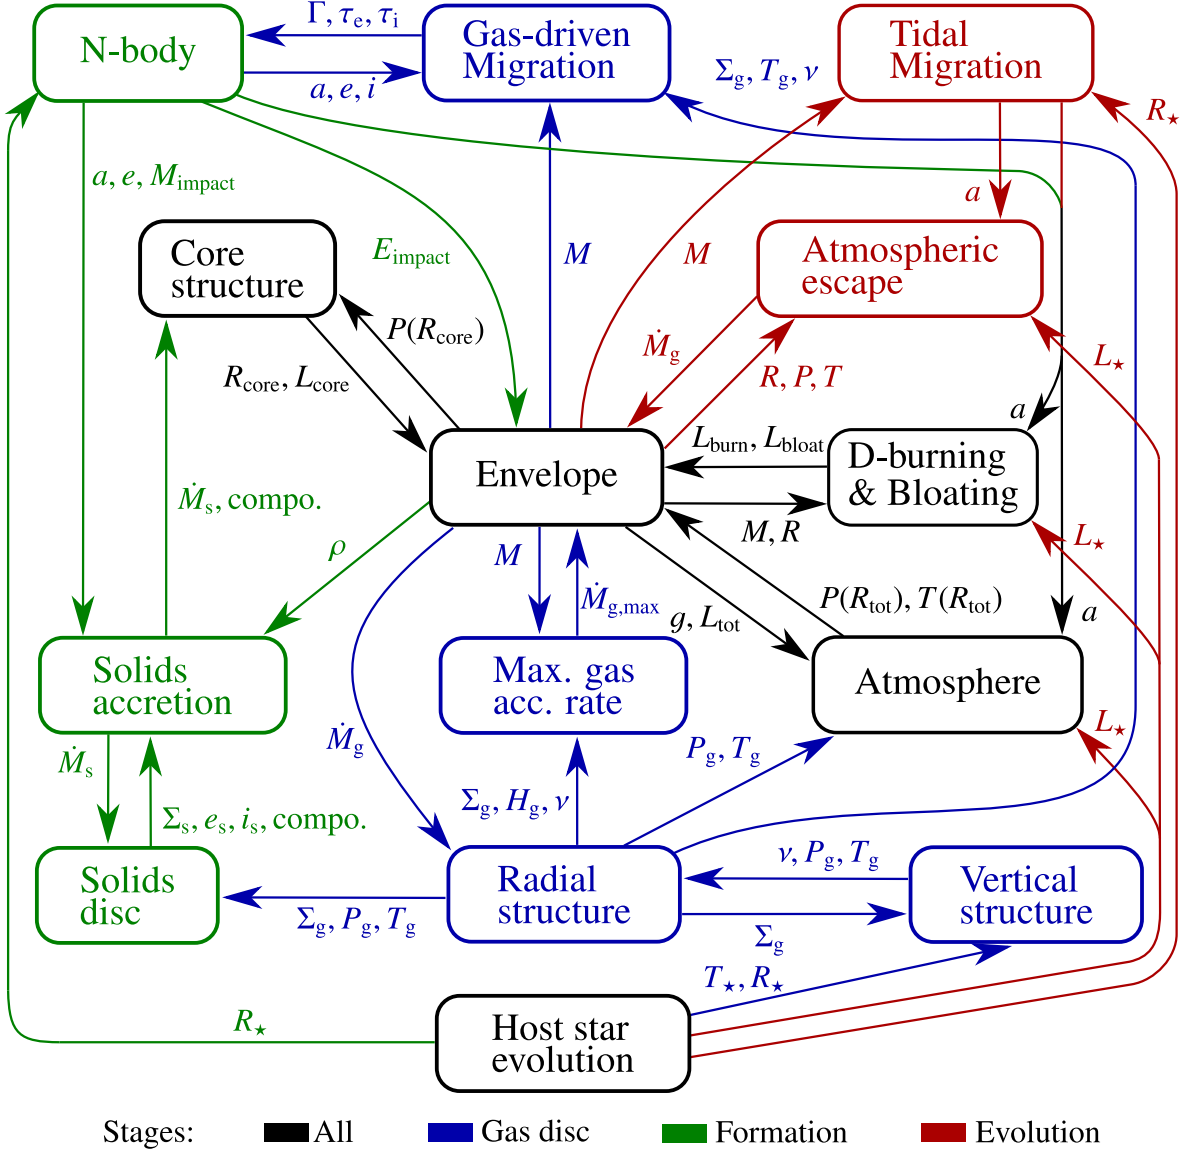 Γ, τe, τi
N-body
Gas-driven
Migration
Tidal
Migration
a, e, i
Σg, Tg, ν
R⋆
a, e, Mimpact
a
Core
structure
Eimpact
M
M
Atmospheric
escape
P(Rcore)
Ṁg
L⋆
Rcore, Lcore
R, P, T
a
Lburn, Lbloat
Envelope
D-burning
& Bloating
Ṁs, compo.
M, R
L⋆
ρ
M
Ṁg,max
P(Rtot), T(Rtot)
g, Ltot
a
Solids
accretion
Max. gas
acc. rate
Atmosphere
L⋆
Ṁs
Ṁg
Pg, Tg
Σs, es, is, compo.
Σg, Hg, ν
ν, Pg, Tg
Solids
disc
Radial
structure
Vertical
structure
Σg, Pg, Tg
Σg
T⋆, R⋆
R⋆
Host star
evolution
Stages:
All
Gas disc
Formation
Evolution